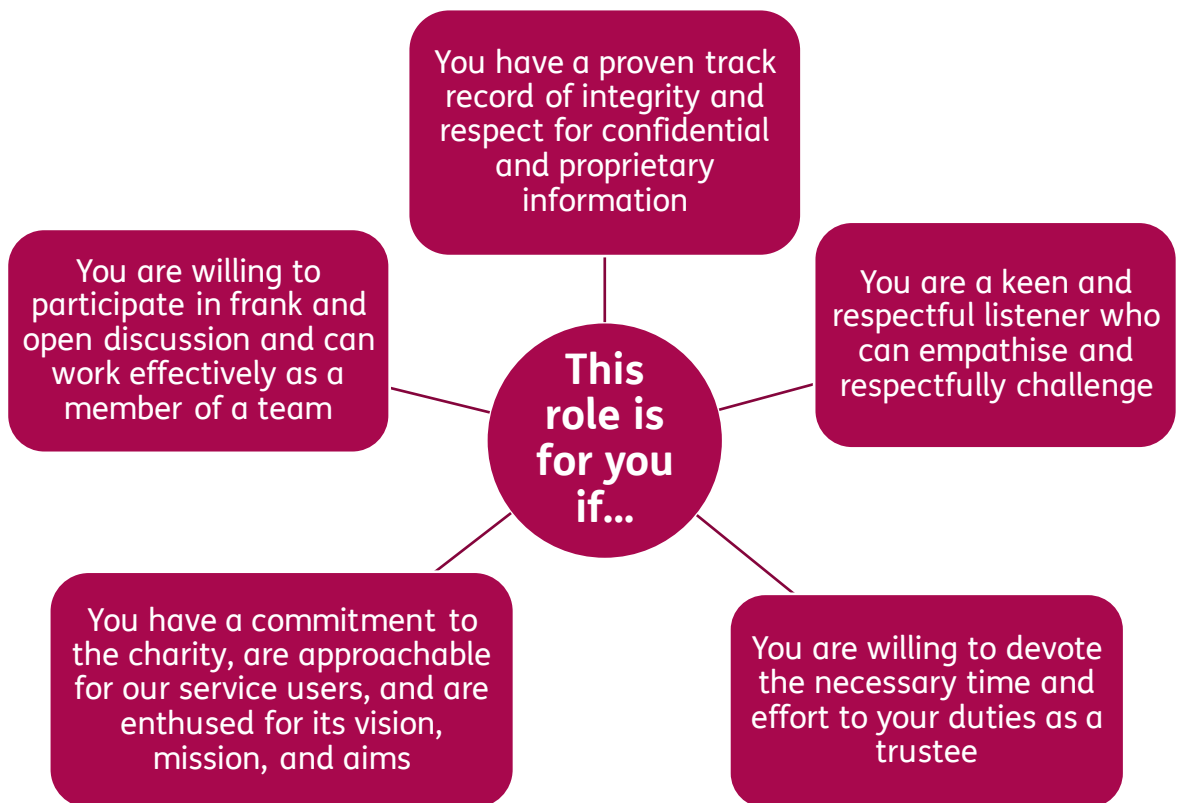 You have a proven track
record of integrity and
respect for confidential
and proprietary
information
You are a keen and
respectful listener who
can empathise and
respectfully challenge
You are willing to devote
the necessary time and
effort to your duties as a
trustee
You have a commitment to
the charity, are approachable
for our service users, and are
enthused for its vision,
mission, and aims
You are willing to
participate in frank and
open discussion and can
work effectively as a
member of a team
This
role is
for you
if...